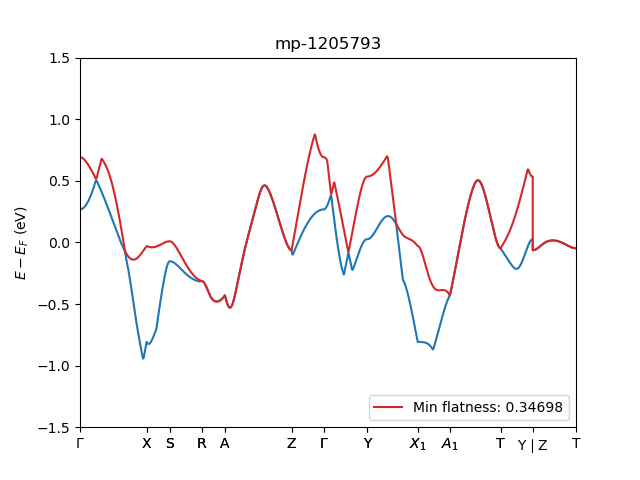 mp-1205793
E − E_F (eV)
1.5
1.0
0.5
0.0
−0.5
−1.0
−1.5
Min flatness: 0.34698
Γ X S R A Z Γ Y X₁ A₁ T Y | Z T